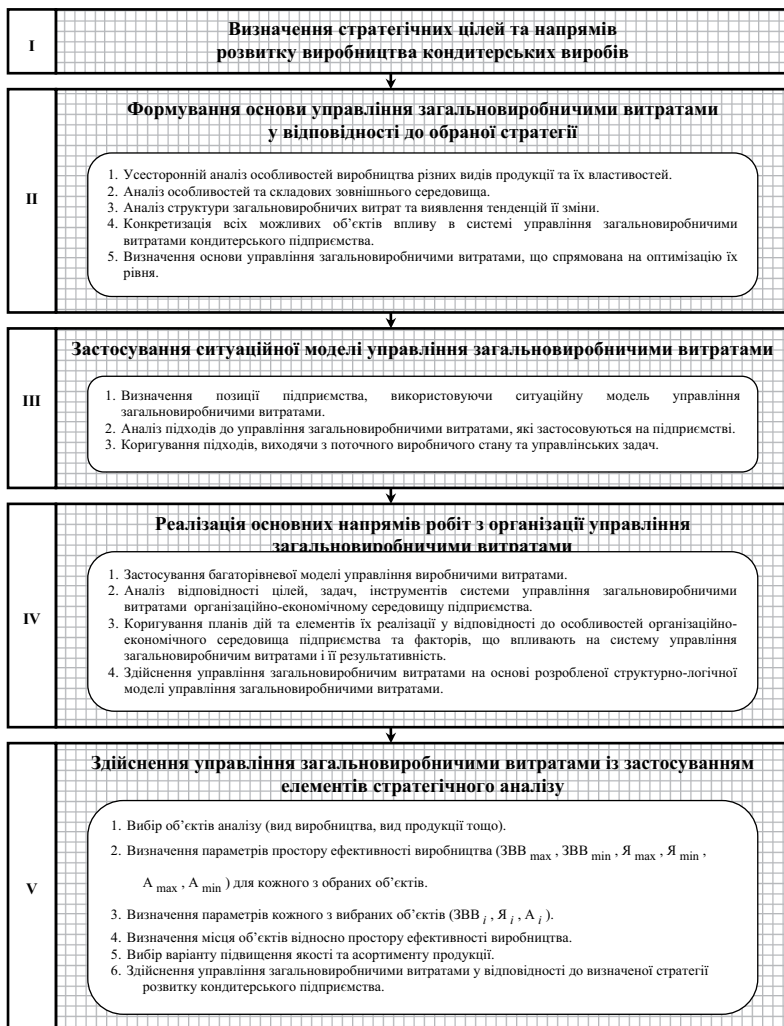 I
Визначення стратегічних цілей та напрямів
розвитку виробництва кондитерських виробів
II
Формування основи управління загальновиробничими витратами
у відповідності до обраної стратегії
1. Усесторонній аналіз особливостей виробництва різних видів продукції та їх властивостей.
2. Аналіз особливостей та складових зовнішнього середовища.
3. Аналіз структури загальновиробничих витрат та виявлення тенденцій її зміни.
4. Конкретизація всіх можливих об’єктів впливу в системі управління загальновиробничими
витратами кондитерського підприємства.
5. Визначення основи управління загальновиробничими витратами, що спрямована на оптимізацію їх
рівня.
III
Застосування ситуаційної моделі управління загальновиробничими витратами
1. Визначення позиції підприємства, використовуючи ситуаційну модель управління
загальновиробничими витратами.
2. Аналіз підходів до управління загальновиробничими витратами, які застосовуються на підприємстві.
3. Коригування підходів, виходячи з поточного виробничого стану та управлінських задач.
IV
Реалізація основних напрямів робіт з організації управління
загальновиробничими витратами
1. Застосування багаторівневої моделі управління виробничими витратами.
2. Аналіз відповідності цілей, задач, інструментів системи управління загальновиробничими
витратами організаційно-економічному середовищу підприємства.
3. Коригування планів дій та елементів їх реалізації у відповідності до особливостей організаційно-
економічного середовища підприємства та факторів, що впливають на систему управління
загальновиробничим витратами і її результативність.
4. Здійснення управління загальновиробничим витратами на основі розробленої структурно-логічної
моделі управління загальновиробничими витратами.
V
Здійснення управління загальновиробничими витратами із застосуванням
елементів стратегічного аналізу
1. Вибір об’єктів аналізу (вид виробництва, вид продукції тощо).
2. Визначення параметрів простору ефективності виробництва (ЗВВ max , ЗВВ min , Я max , Я min ,
А max , А min ) для кожного з обраних об’єктів.
3. Визначення параметрів кожного з вибраних об’єктів (ЗВВ i , Я i , А i ).
4. Визначення місця об’єктів відносно простору ефективності виробництва.
5. Вибір варіанту підвищення якості та асортименту продукції.
6. Здійснення управління загальновиробничими витратами у відповідності до визначеної стратегії
розвитку кондитерського підприємства.